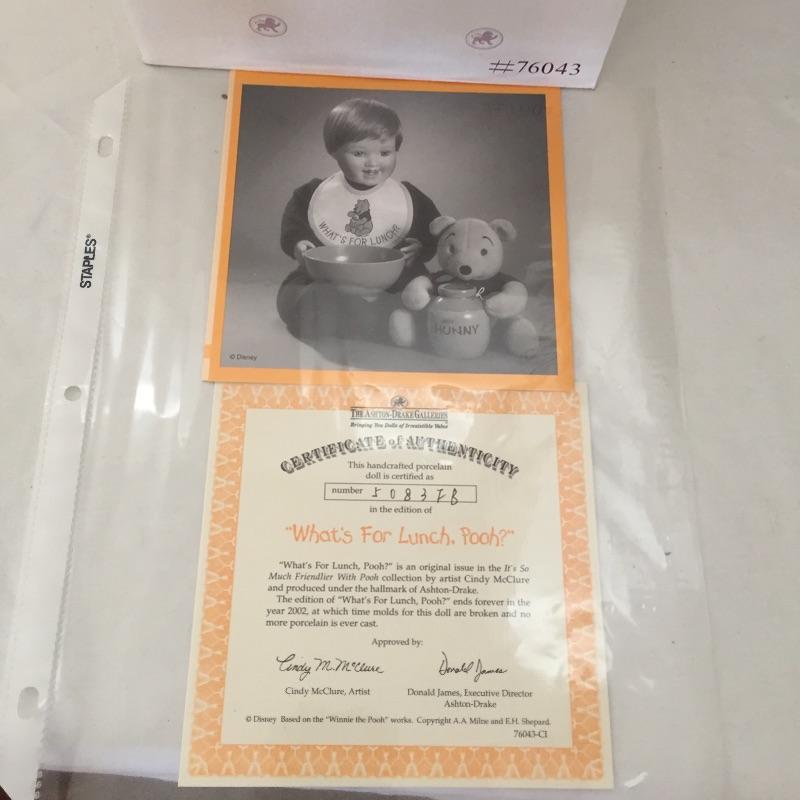 #76043
STAPLES®
WHAT'S FOR LUNCH?
HUNNY
© Disney
THE ASHTON-DRAKE GALLERIES
Bringing You Dolls of Irresistible Value
CERTIFICATE of AUTHENTICITY
This handcrafted porcelain
doll is certified as
number 5083FB
in the edition of
"What's For Lunch, Pooh?"
"What's For Lunch, Pooh?" is an original issue in the It's So
Much Friendlier With Pooh collection by artist Cindy McClure
and produced under the hallmark of Ashton-Drake.
The edition of "What's For Lunch, Pooh?" ends forever in the
year 2002, at which time molds for this doll are broken and no
more porcelain is ever cast.
Approved by:
Cindy M. McClure Donald James
Cindy McClure, Artist Donald James, Executive Director
Ashton-Drake
© Disney Based on the "Winnie the Pooh" works. Copyright A.A Milne and E.H. Shepard.
76043-CI